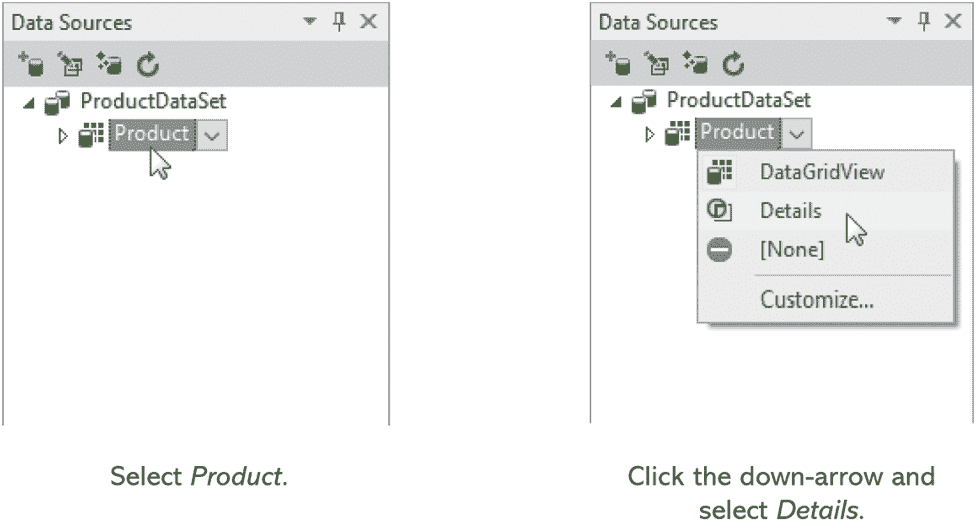 Data Sources
ProductDataSet
Product
Select Product.
Data Sources
ProductDataSet
Product
DataGridView
Details
[None]
Customize...
Click the down-arrow and
select Details.